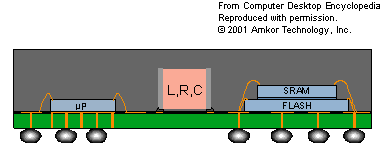 From Computer Desktop Encyclopedia
Reproduced with permission.
© 2001 Amkor Technology, Inc.
L,R,C
SRAM
µP
FLASH